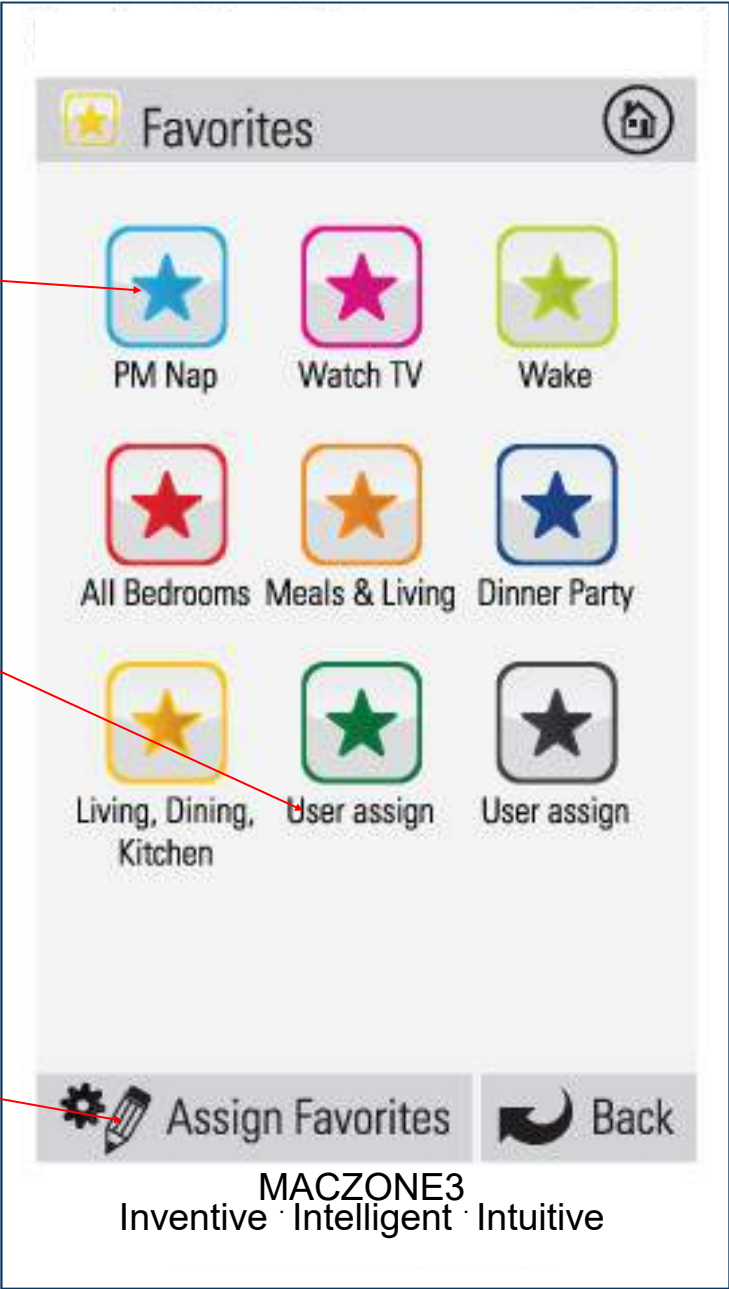 Favorites
PM Nap
Watch TV
Wake
All Bedrooms
Meals & Living
Dinner Party
Living, Dining,
Kitchen
User assign
User assign
Assign Favorites
Back
MACZONE3
Inventive · Intelligent · Intuitive